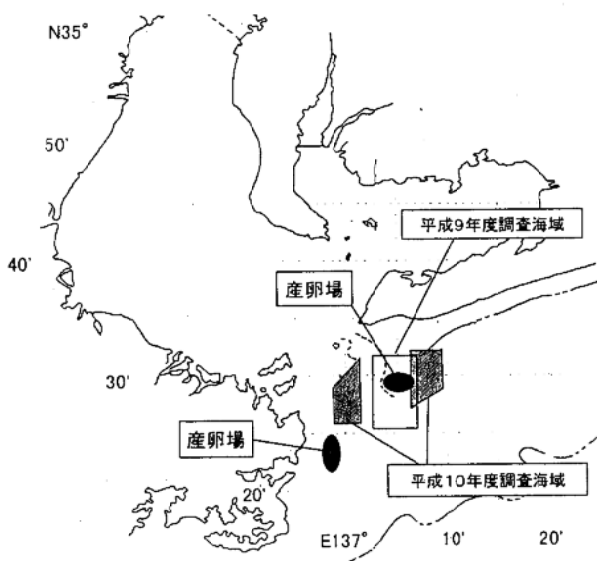 N35°
50'
平成9年度調査海域
40'
産卵場
30'
産卵場
平成10年度調査海域
20'
E137°
10'
20'